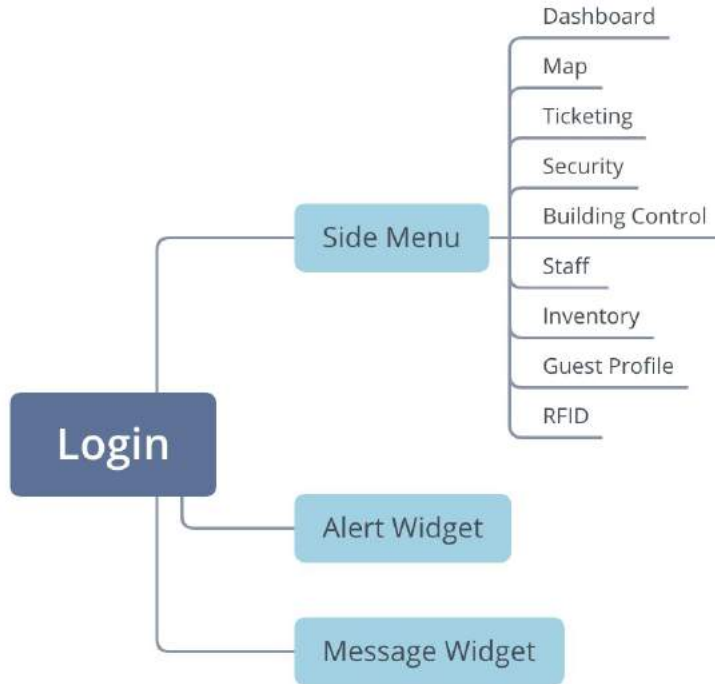 Dashboard
Map
Ticketing
Security
Side Menu
Building Control
Staff
Inventory
Guest Profile
RFID
Login
Alert Widget
Message Widget